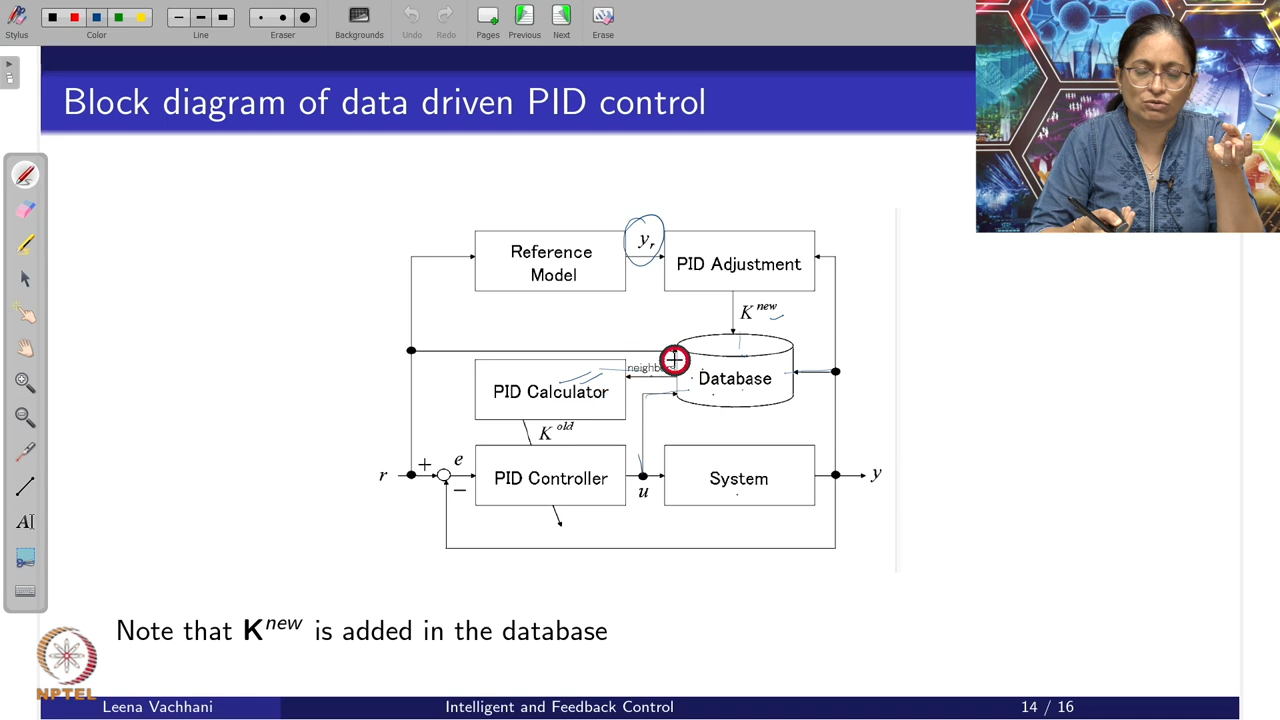 Stylus
Color
Line
Eraser
Backgrounds
Undo
Redo
Pages
Previous
Next
Erase
Block diagram of data driven PID control
Reference
Model
y_r
PID Adjustment
K^new
neighbor
Database
PID Calculator
K^old
r
+
e
−
PID Controller
u
System
y
Note that K^new is added in the database
NPTEL
Leena Vachhani
Intelligent and Feedback Control
14 / 16
AI